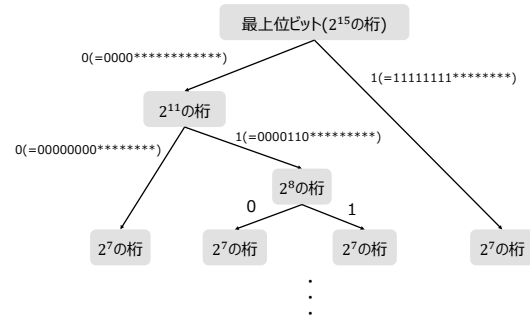 最上位ビット(2¹⁵の桁)
0(=0000************)
1(=11111111********)
2¹¹の桁
0(=00000000********)
1(=0000110*********)
2⁸の桁
0
1
2⁷の桁
2⁷の桁
2⁷の桁
2⁷の桁